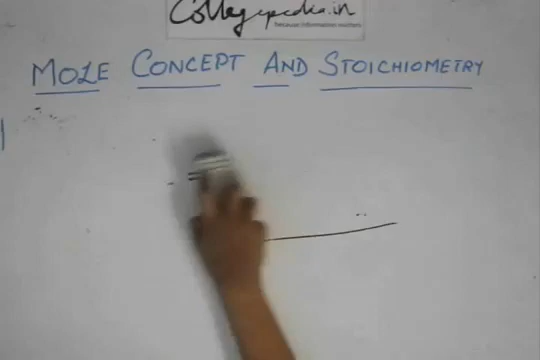 Collegepedia.in
because information matters
MOLE CONCEPT AND STOICHIOMETRY